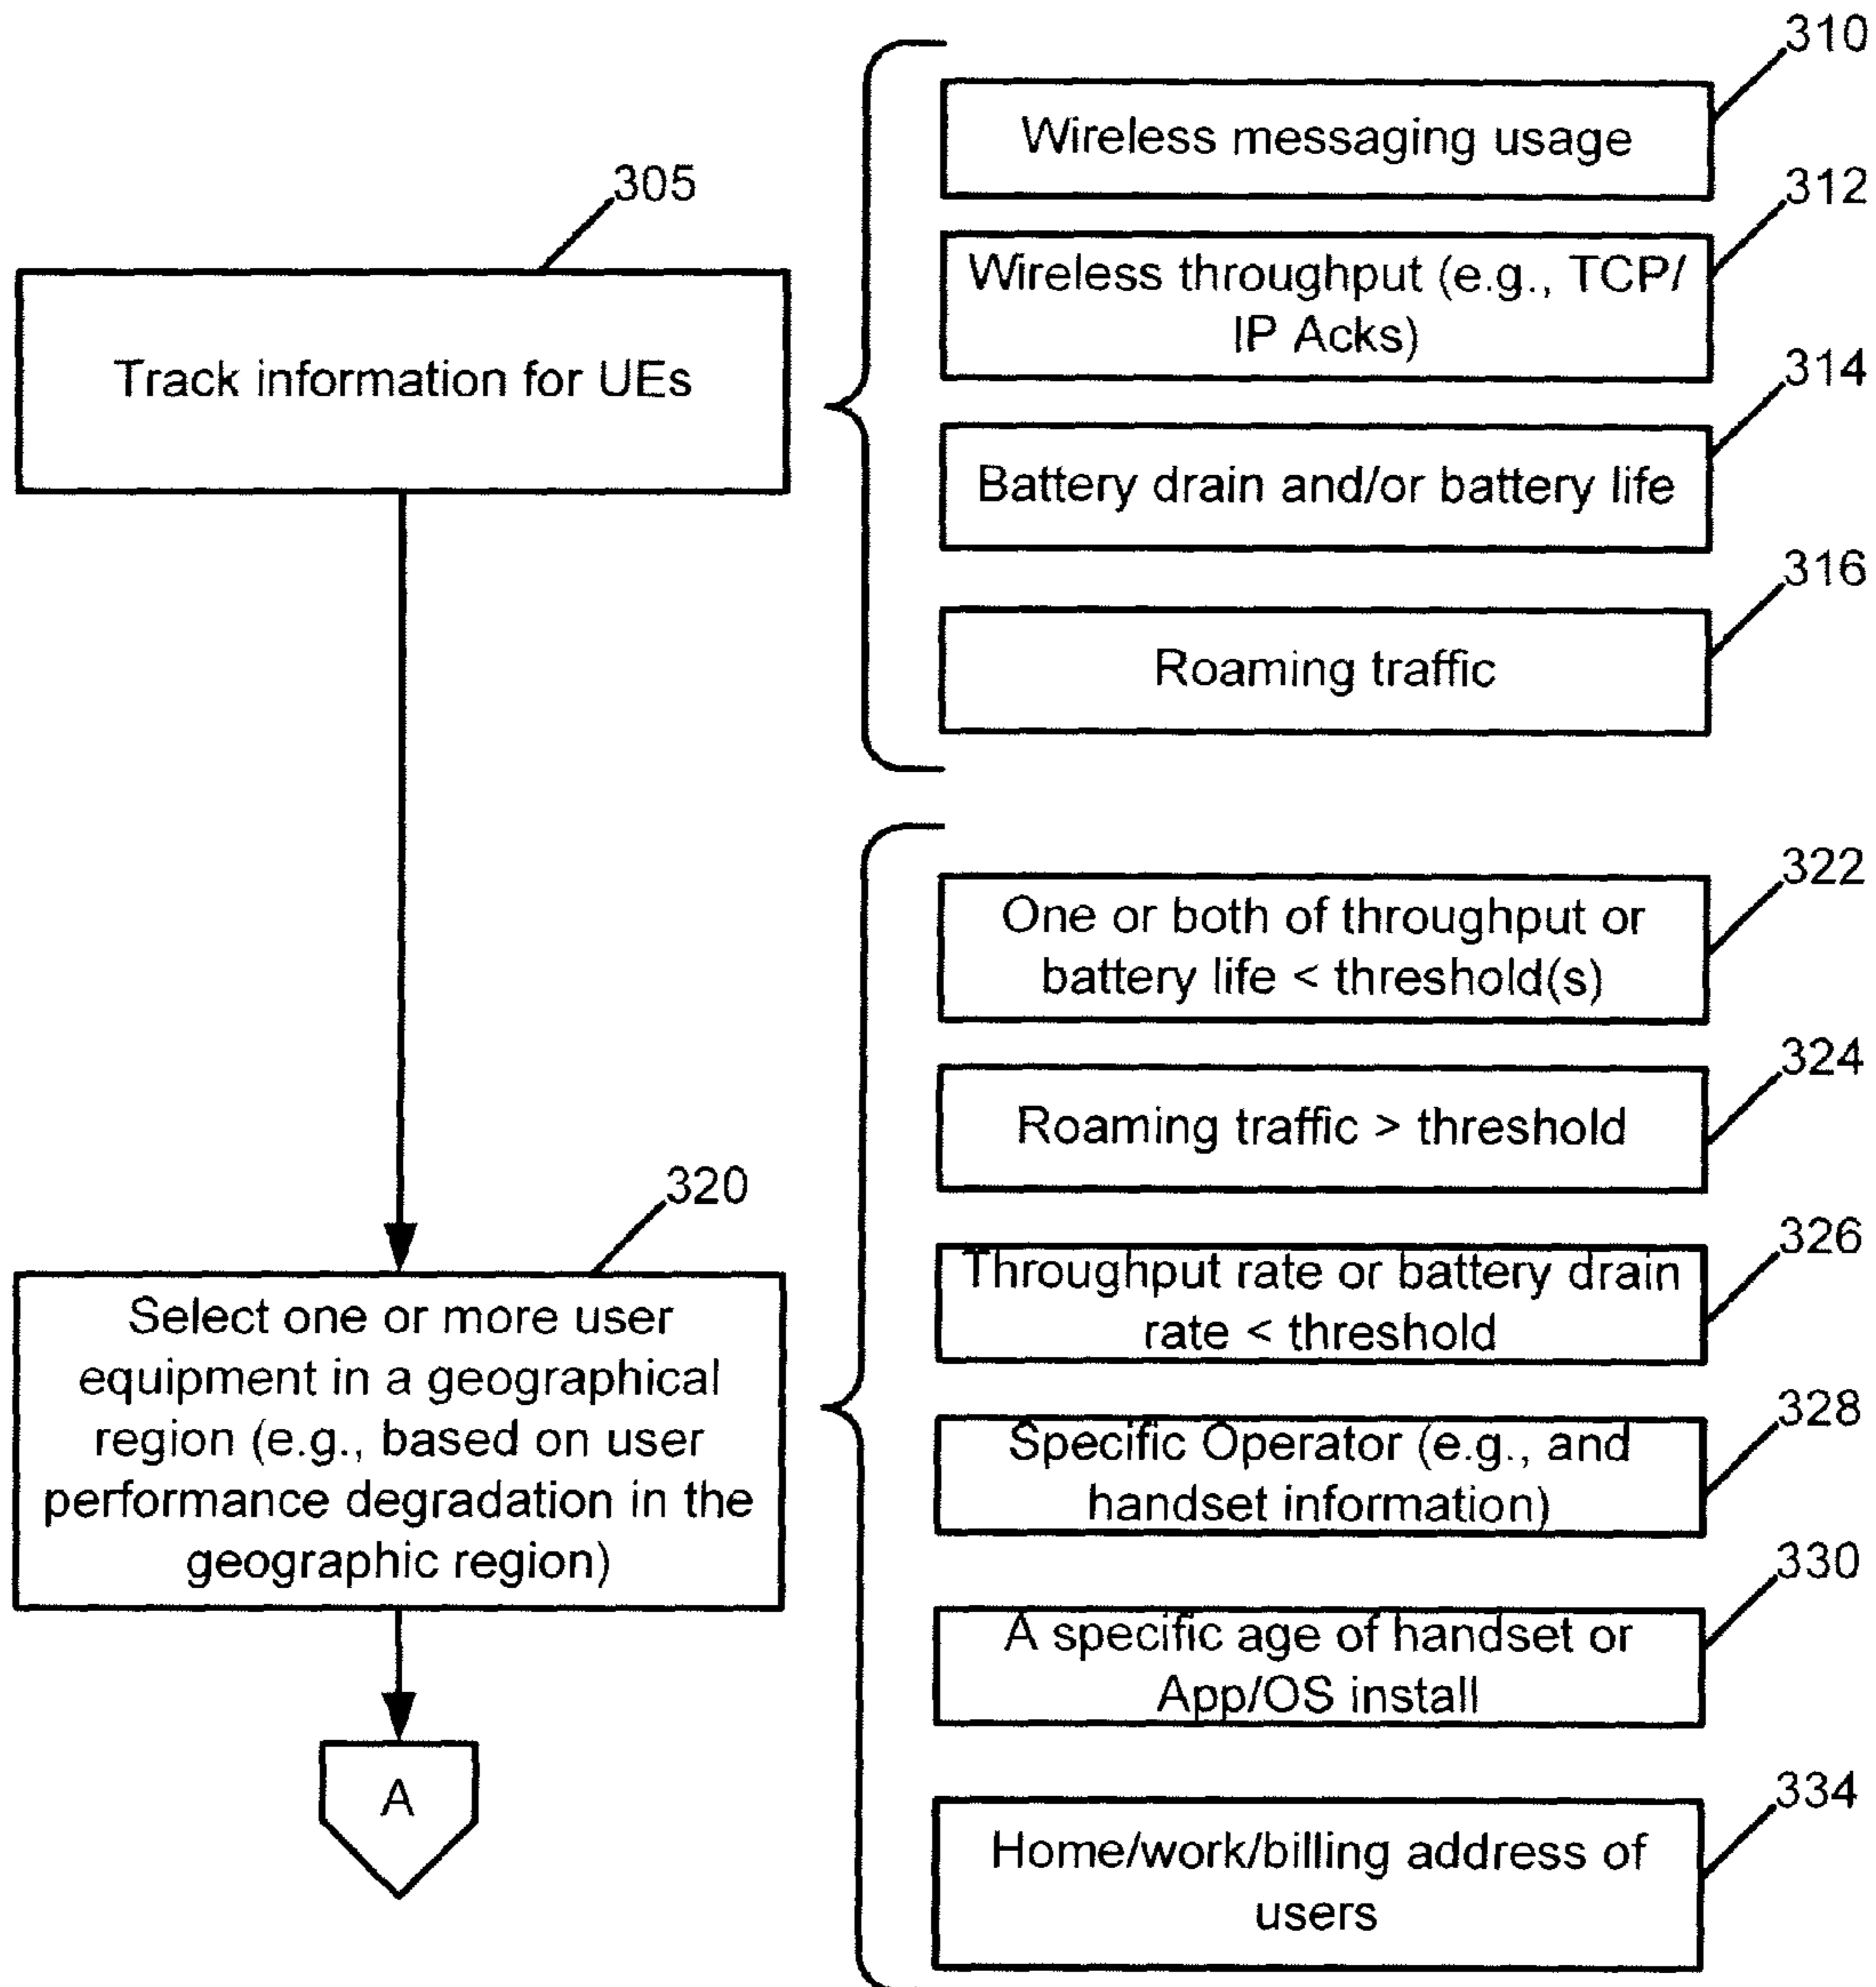 310
Wireless messaging usage
312
305
Wireless throughput (e.g., TCP/
IP Acks)
Track information for UEs
314
Battery drain and/or battery life
316
Roaming traffic
322
One or both of throughput or
battery life < threshold(s)
324
Roaming traffic > threshold
320
326
Throughput rate or battery drain
rate < threshold
Select one or more user
equipment in a geographical
region (e.g., based on user
performance degradation in the
geographic region)
328
Specific Operator (e.g., and
handset information)
330
A specific age of handset or
App/OS install
A
334
Home/work/billing address of
users